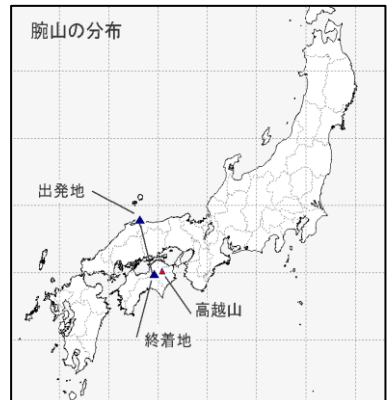 腕山の分布
出発地
高越山
終着地